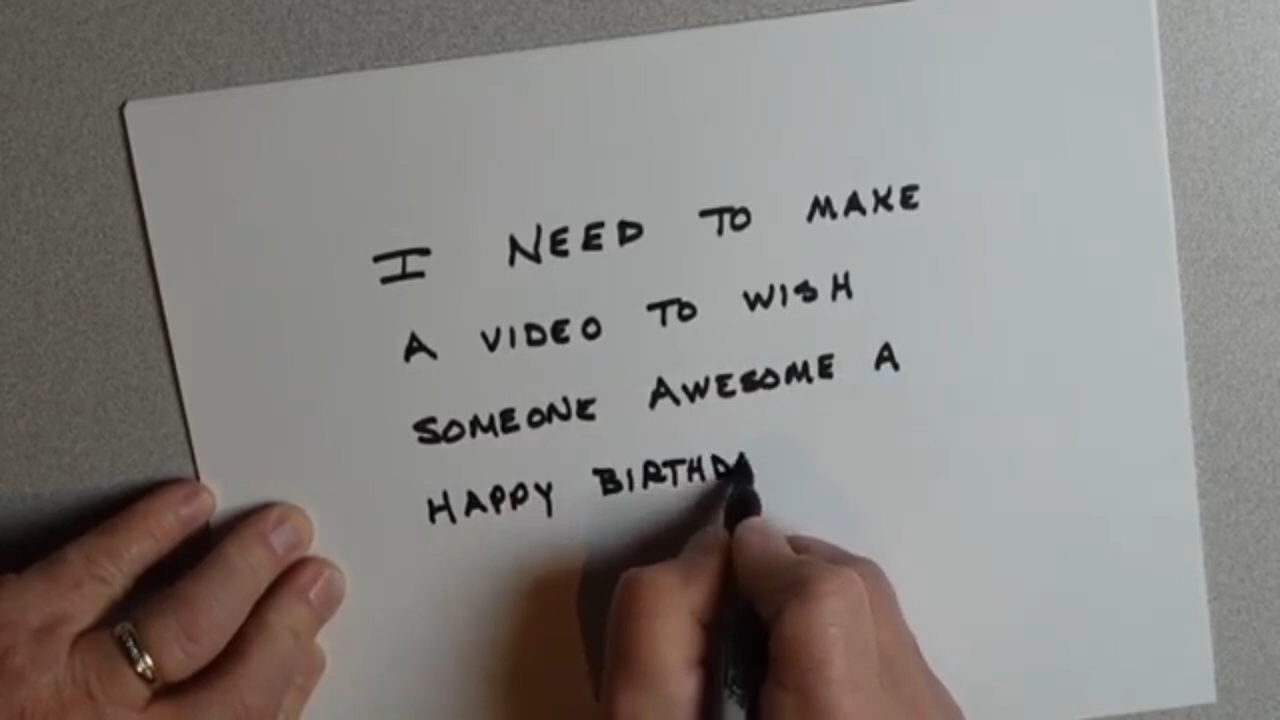 I NEED TO MAKE
A VIDEO TO WISH
SOMEONE AWESOME A
HAPPY BIRTHDA